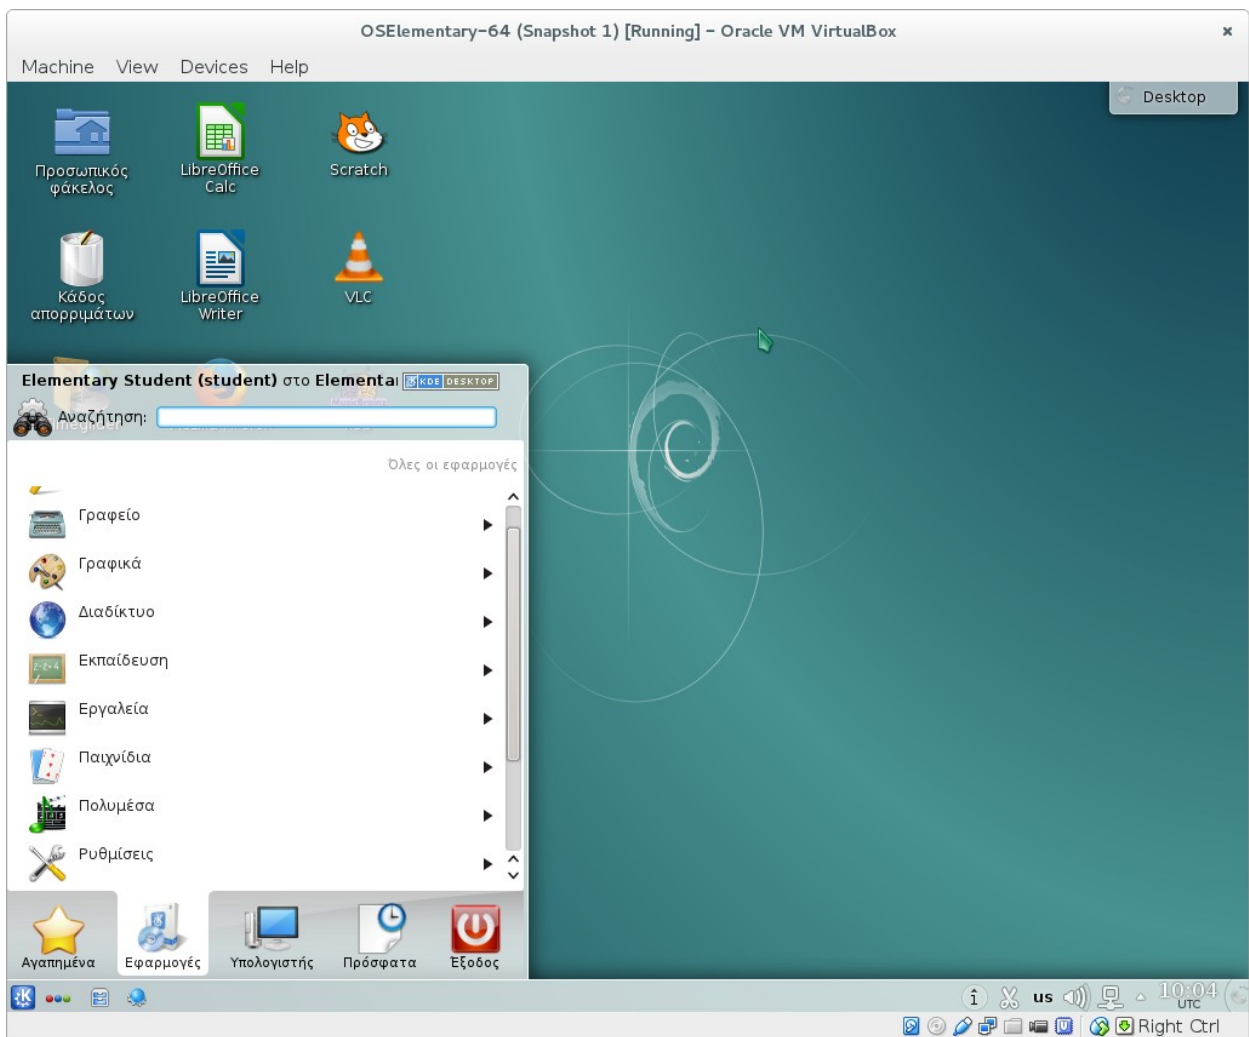 OSElementary-64 (Snapshot 1) [Running] - Oracle VM VirtualBox
Machine View Devices Help
Desktop
Προσωπικός
φάκελος
LibreOffice
Calc
Scratch
Κάδος
απορριμάτων
LibreOffice
Writer
VLC
Elementary Student (student) στο Elementar
KDE DESKTOP
Αναζήτηση:
Όλες οι εφαρμογές
Γραφείο
Γραφικά
Διαδίκτυο
Εκπαίδευση
Εργαλεία
Παιχνίδια
Πολυμέσα
Ρυθμίσεις
Αγαπημένα
Εφαρμογές
Υπολογιστής
Πρόσφατα
Έξοδος
us
10:04
UTC
Right Ctrl